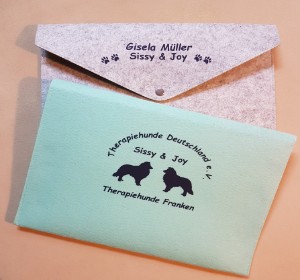 Gisela Müller
Sissy & Joy
Therapiehunde Deutschland e.V.
Sissy & Joy
Therapiehunde Franken